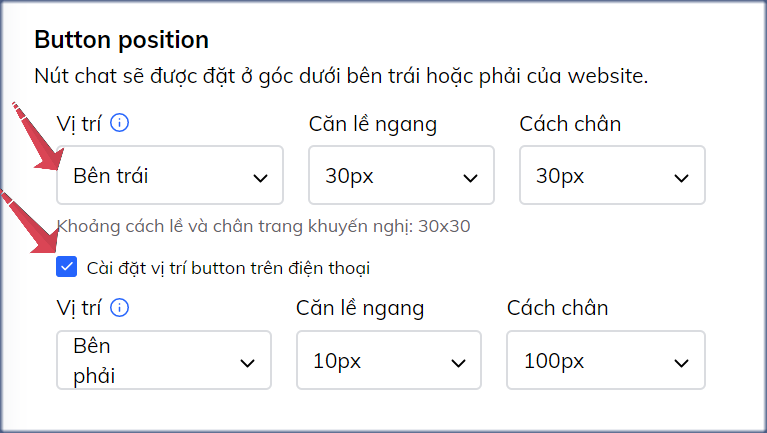 Button position
Nút chat sẽ được đặt ở góc dưới bên trái hoặc phải của website.
Vị trí Căn lề ngang Cách chân
Bên trái 30px 30px
Khoảng cách lề và chân trang khuyến nghị: 30x30
Cài đặt vị trí button trên điện thoại
Vị trí Căn lề ngang Cách chân
Bên
phải 10px 100px